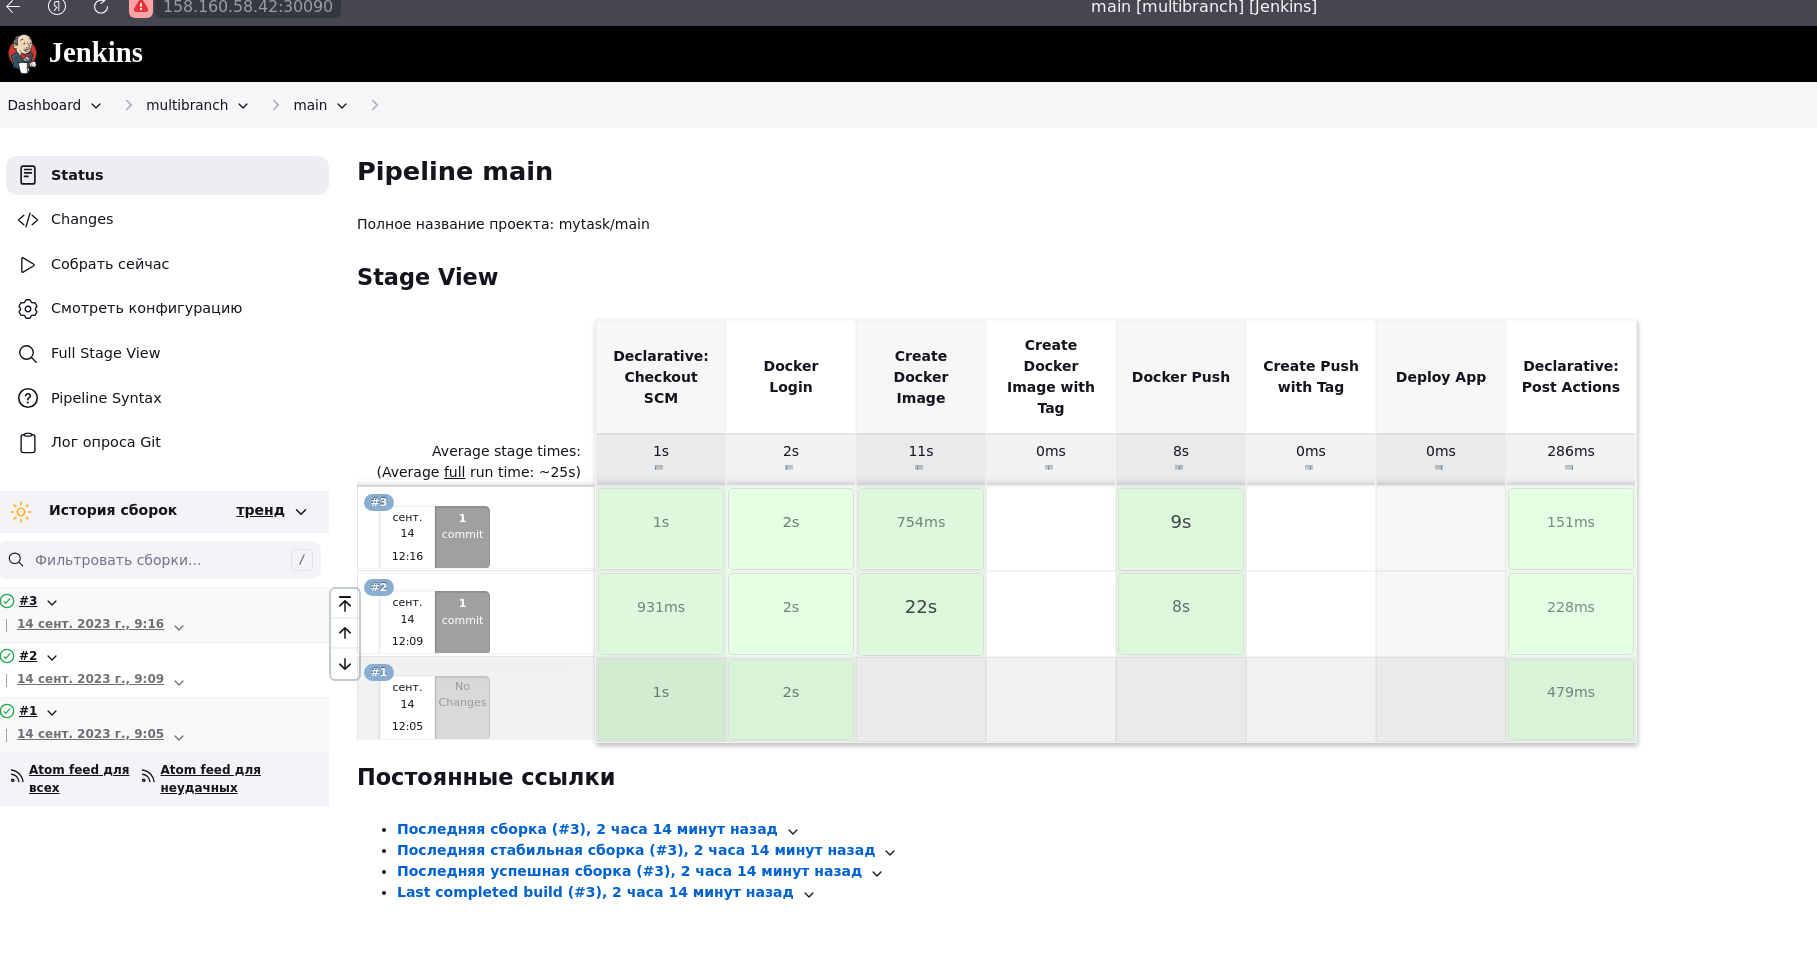 158.160.58.42:30090
main [multibranch] [Jenkins]
Jenkins
Dashboard
multibranch
main
Status
Changes
Собрать сейчас
Смотреть конфигурацию
Full Stage View
Pipeline Syntax
Лог опроса Git
История сборок
тренд
Фильтровать сборки...
/
#3
14 сент. 2023 г., 9:16
#2
14 сент. 2023 г., 9:09
#1
14 сент. 2023 г., 9:05
Atom feed для
всех
Atom feed для
неудачных
Pipeline main
Полное название проекта: mytask/main
Stage View
Declarative:
Checkout
SCM
Docker
Login
Create
Docker
Image
Create
Docker
Image with
Tag
Docker Push
Create Push
with Tag
Deploy App
Declarative:
Post Actions
Average stage times:
(Average full run time: ~25s)
1s
2s
11s
0ms
8s
0ms
0ms
286ms
#3
сент.
14
12:16
1
commit
1s
2s
754ms
9s
151ms
#2
сент.
14
12:09
1
commit
931ms
2s
22s
8s
228ms
#1
сент.
14
12:05
No
Changes
1s
2s
479ms
Постоянные ссылки
Последняя сборка (#3), 2 часа 14 минут назад
Последняя стабильная сборка (#3), 2 часа 14 минут назад
Последняя успешная сборка (#3), 2 часа 14 минут назад
Last completed build (#3), 2 часа 14 минут назад